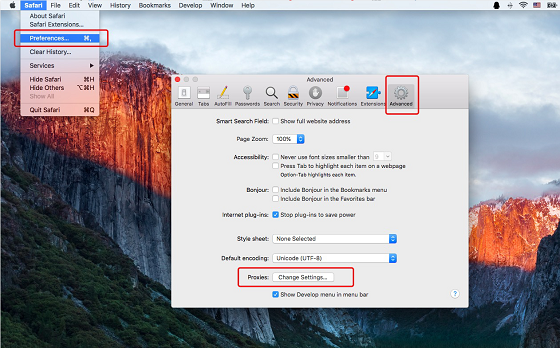 Safari File Edit View History Bookmarks Develop Window Help
About Safari
Safari Extensions...
Preferences... ⌘,
Clear History...
Services
Hide Safari ⌘H
Hide Others ⌥⌘H
Show All
Quit Safari ⌘Q
Advanced
General Tabs AutoFill Passwords Search Security Privacy Notifications Extensions Advanced
Smart Search Field: Show full website address
Page Zoom: 100%
Accessibility: Never use font sizes smaller than 9
Press Tab to highlight each item on a webpage
Option-Tab highlights each item.
Bonjour: Include Bonjour in the Bookmarks menu
Include Bonjour in the Favorites bar
Internet plug-ins: Stop plug-ins to save power
Style sheet: None Selected
Default encoding: Unicode (UTF-8)
Proxies: Change Settings...
Show Develop menu in menu bar ?